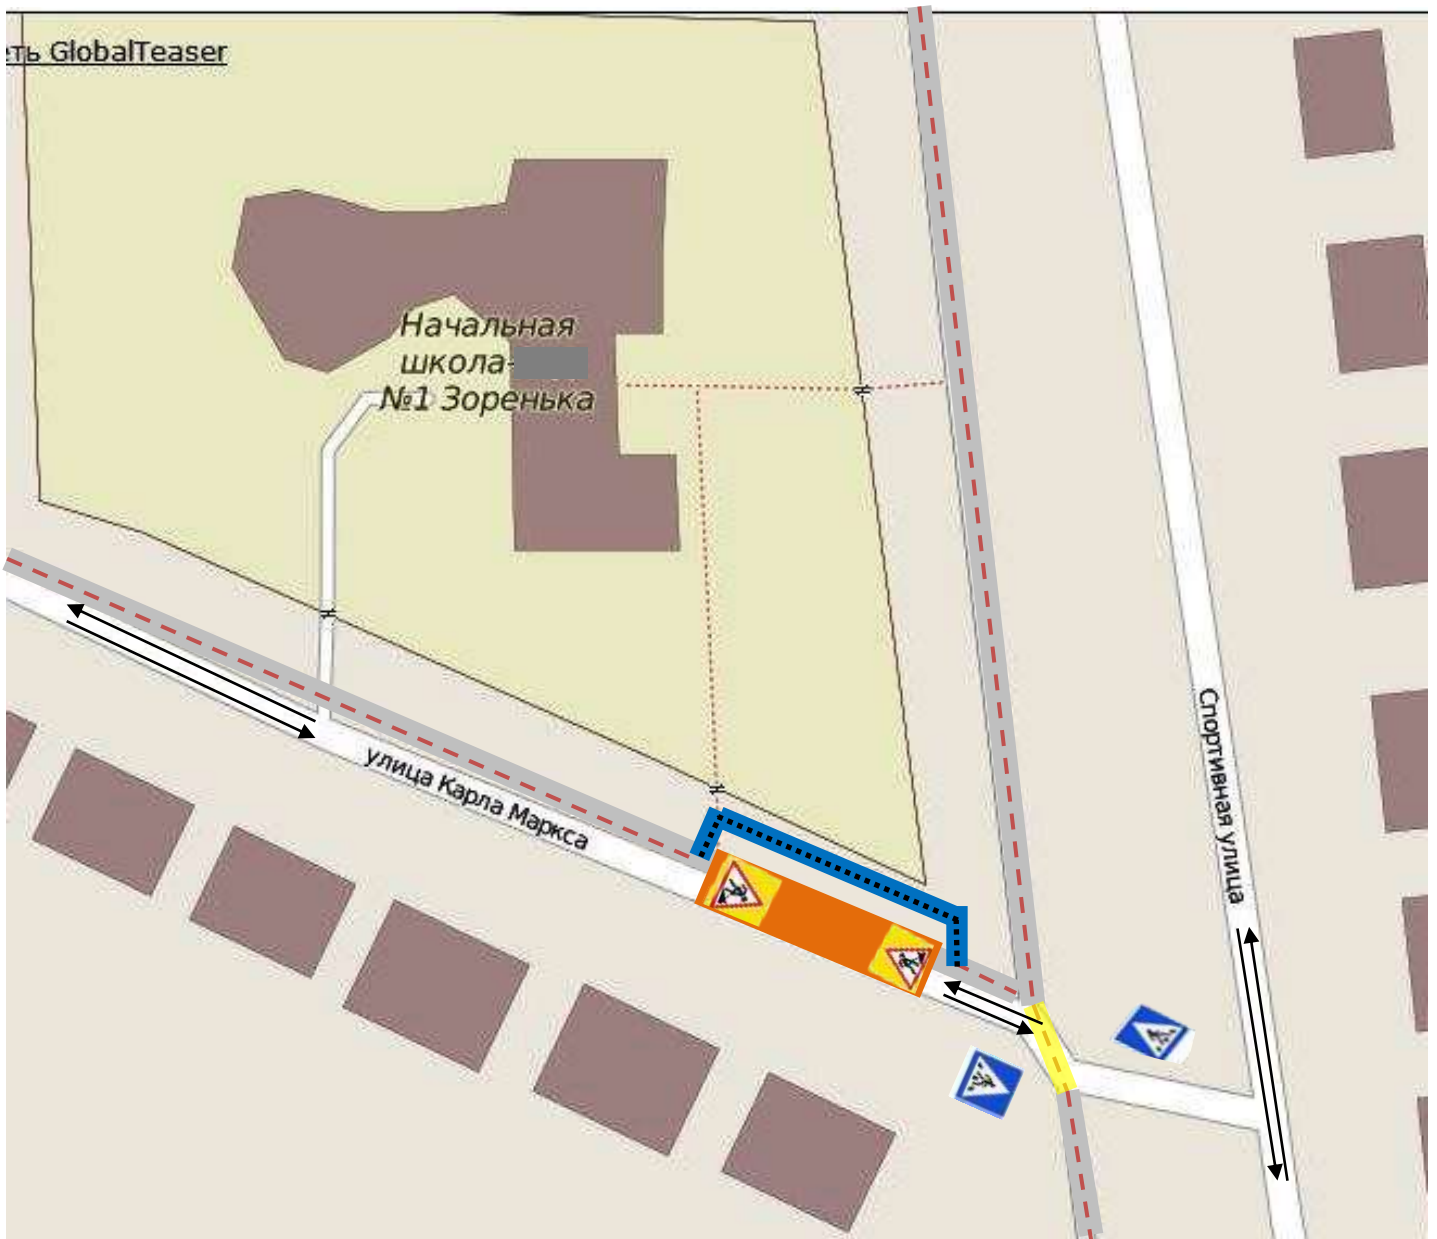 ть GlobalTeaser
Начальная
школа-
№1 Зоренька
улица Карла Маркса
Спортивная улица